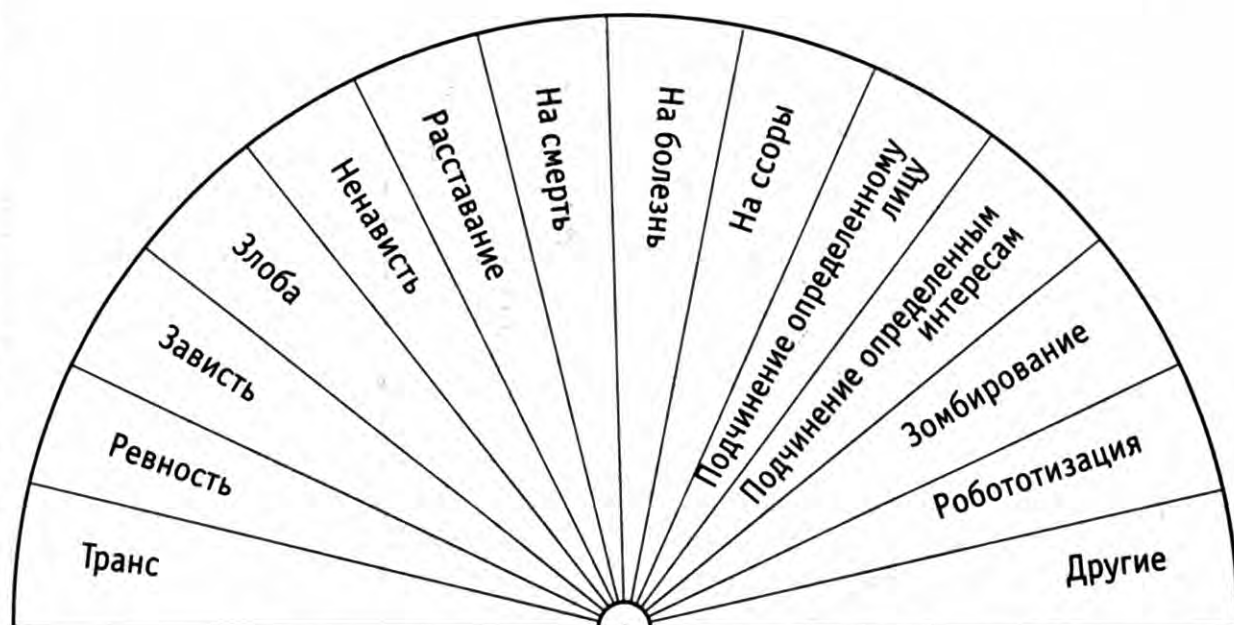 Транс
Ревность
Зависть
Злоба
Ненависть
Расставание
На смерть
На болезнь
На ссоры
Подчинение определенному
лицу
Подчинение определенным
интересам
Зомбирование
Робототизация
Другие